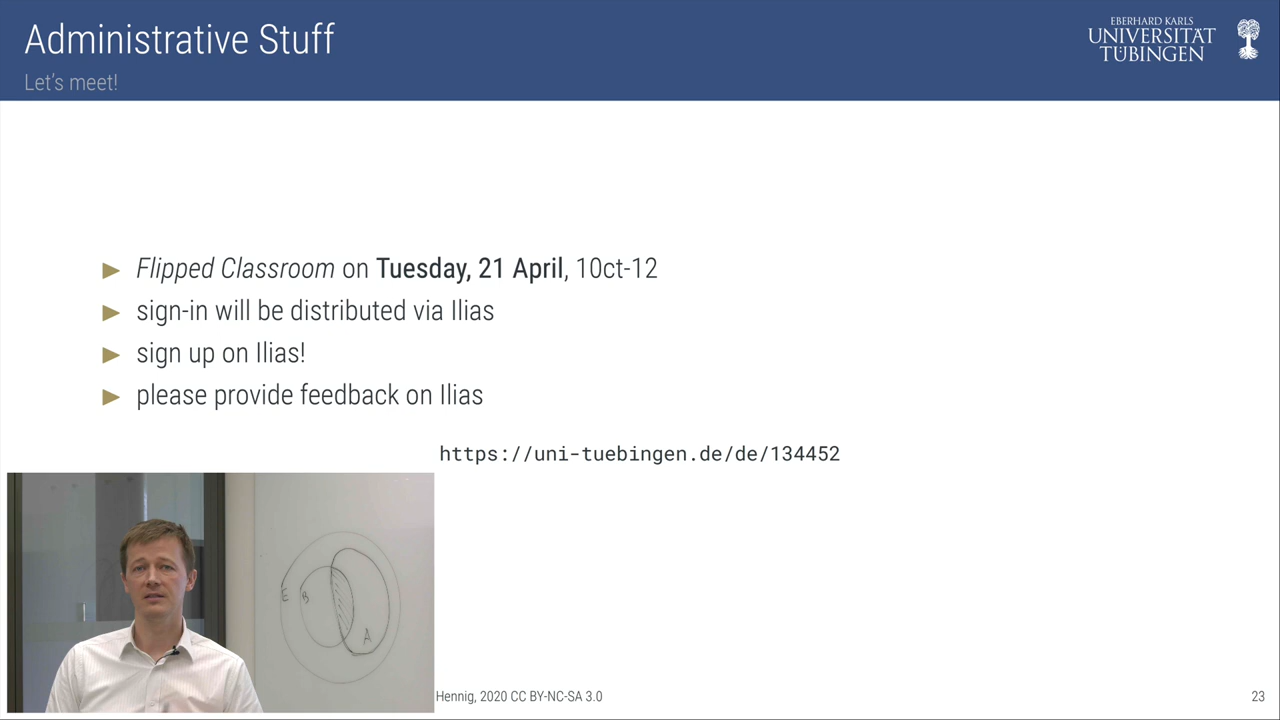 Administrative Stuff
Let's meet!
EBERHARD KARLS
UNIVERSITÄT
TÜBINGEN
▶ Flipped Classroom on Tuesday, 21 April, 10ct-12
▶ sign-in will be distributed via Ilias
▶ sign up on Ilias!
▶ please provide feedback on Ilias
https://uni-tuebingen.de/de/134452
E B
A
Hennig, 2020 CC BY-NC-SA 3.0
23